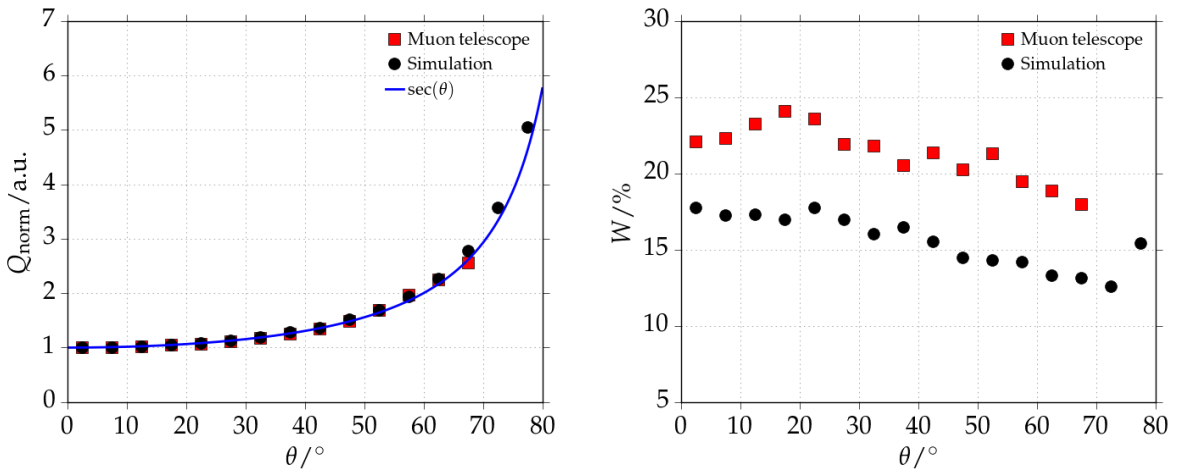 7
6
5
4
3
2
1
0
Q_norm/a.u.
Muon telescope
Simulation
sec(θ)
0 10 20 30 40 50 60 70 80
θ/°
30
25
20
15
10
5
W/%
Muon telescope
Simulation
0 10 20 30 40 50 60 70 80
θ/°